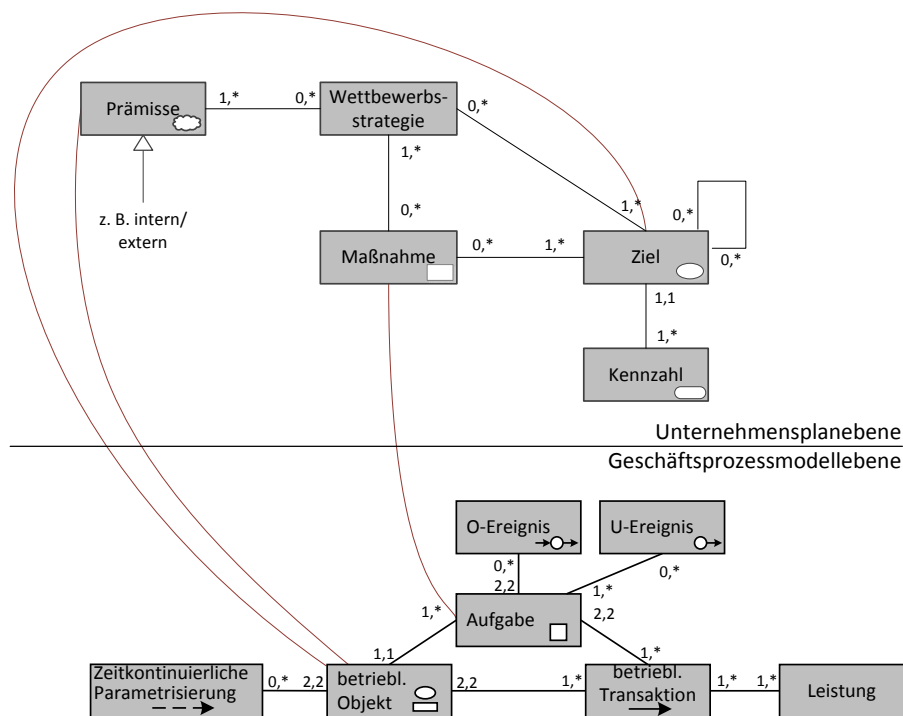 Prämisse
1,*
0,*
Wettbewerbs-
strategie
0,*
1,*
z. B. intern/
extern
0,*
1,*
0,*
Maßnahme
0,*
1,*
Ziel
0,*
1,1
1,*
Kennzahl
Unternehmensplanebene
Geschäftsprozessmodellebene
O-Ereignis
U-Ereignis
0,*
0,*
2,2
1,*
1,*
Aufgabe
2,2
1,1
1,*
Zeitkontinuierliche
Parametrisierung
0,*
2,2
betriebl.
Objekt
2,2
1,*
betriebl.
Transaktion
1,*
1,*
Leistung